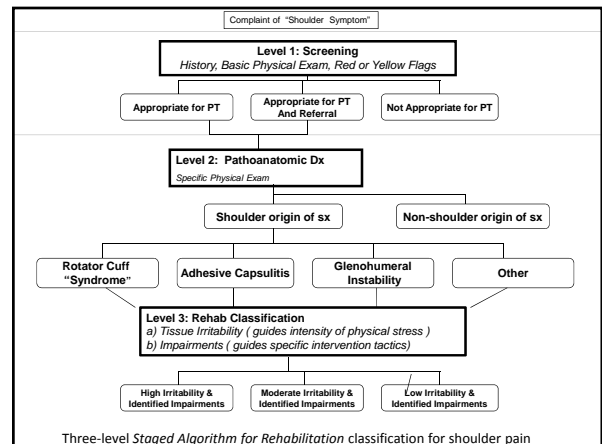 Complaint of "Shoulder Symptom"
Level 1: Screening
History, Basic Physical Exam, Red or Yellow Flags
Appropriate for PT
Appropriate for PT
And Referral
Not Appropriate for PT
Level 2: Pathoanatomic Dx
Specific Physical Exam
Shoulder origin of sx
Non-shoulder origin of sx
Rotator Cuff
"Syndrome"
Adhesive Capsulitis
Glenohumeral
Instability
Other
Level 3: Rehab Classification
a) Tissue Irritability ( guides intensity of physical stress )
b) Impairments ( guides specific intervention tactics)
High Irritability &
Identified Impairments
Moderate Irritability &
Identified Impairments
Low Irritability &
Identified Impairments
Three-level Staged Algorithm for Rehabilitation classification for shoulder pain